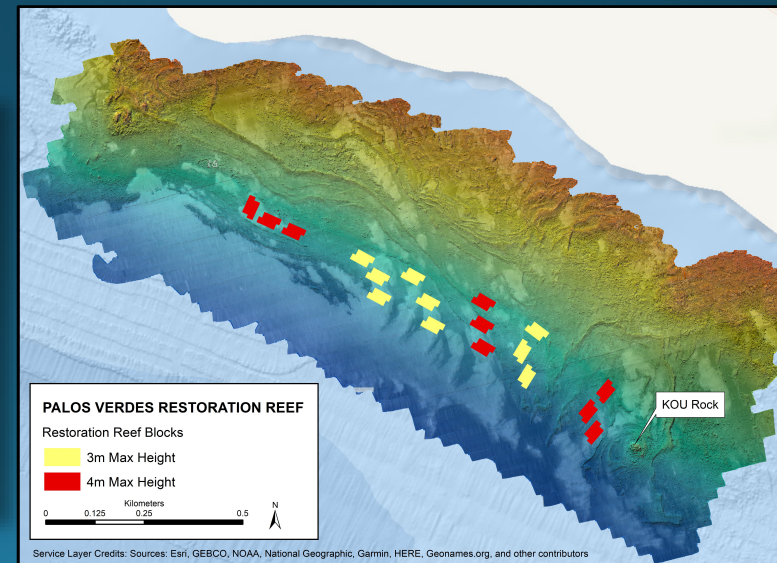 KOU Rock
PALOS VERDES RESTORATION REEF
Restoration Reef Blocks
3m Max Height
4m Max Height
Kilometers
0 0.125 0.25 0.5
N
Service Layer Credits: Sources: Esri, GEBCO, NOAA, National Geographic, Garmin, HERE, Geonames.org, and other contributors